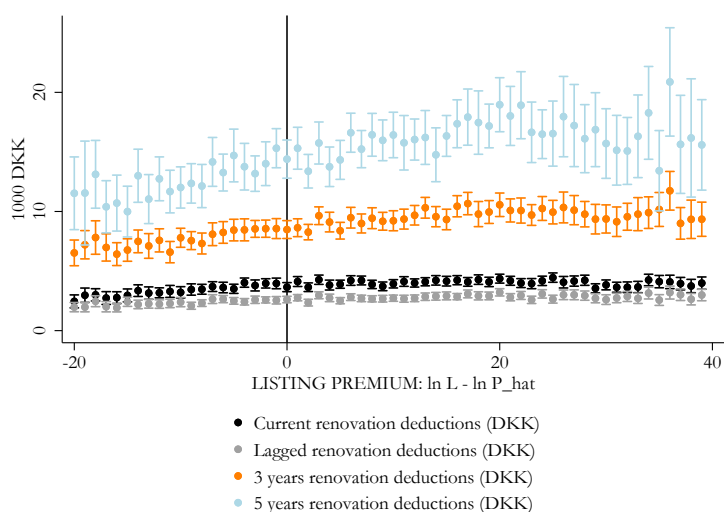 20
10
0
1000 DKK
-20
0
20
40
LISTING PREMIUM: ln L - ln P_hat
Current renovation deductions (DKK)
Lagged renovation deductions (DKK)
3 years renovation deductions (DKK)
5 years renovation deductions (DKK)